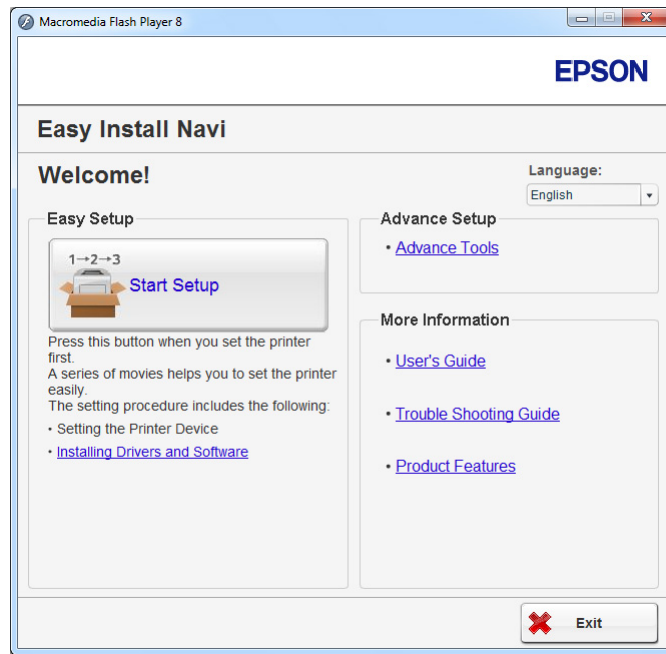 Macromedia Flash Player 8
EPSON
Easy Install Navi
Welcome!
Language:
English
Easy Setup
1→2→3
Start Setup
Press this button when you set the printer
first.
A series of movies helps you to set the printer
easily.
The setting procedure includes the following:
• Setting the Printer Device
• Installing Drivers and Software
Advance Setup
• Advance Tools
More Information
• User's Guide
• Trouble Shooting Guide
• Product Features
Exit